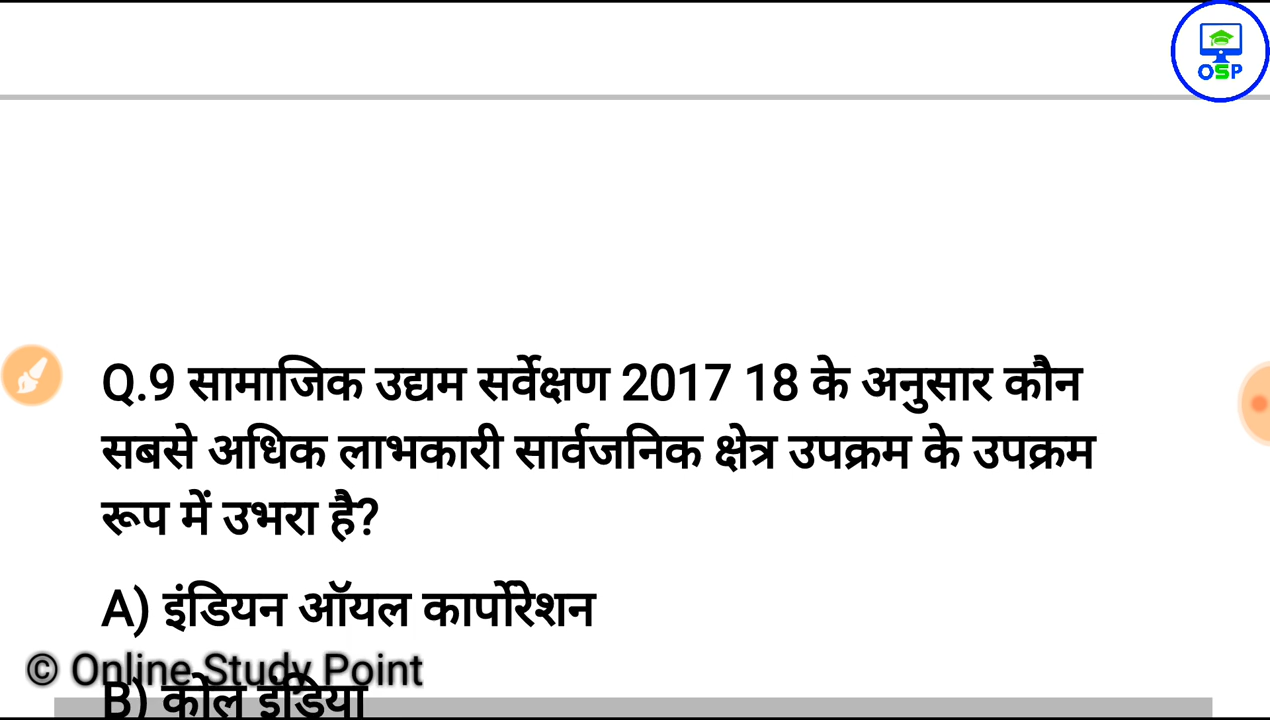 OSP
Q.9 सामाजिक उद्यम सर्वेक्षण 2017 18 के अनुसार कौन
सबसे अधिक लाभकारी सार्वजनिक क्षेत्र उपक्रम के उपक्रम
रूप में उभरा है?
A) इंडियन ऑयल कार्पोरेशन
© Online Study Point
B) कोल इंडिया